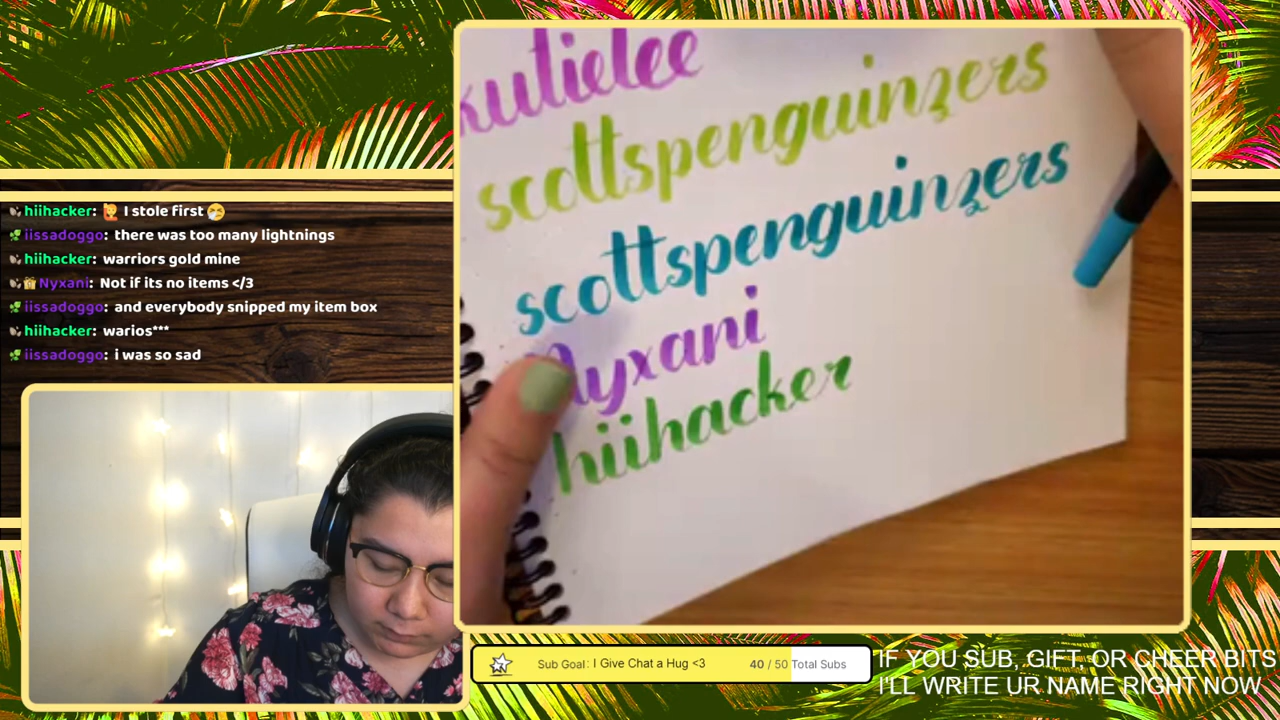 hiihacker: I stole first
iissadoggo: there was too many lightnings
hiihacker: warriors gold mine
Nyxani: Not if its no items </3
iissadoggo: and everybody snipped my item box
hiihacker: warios***
iissadoggo: i was so sad
kutielee
scottspenguinzers
scottspenguinzers
Nyxani
hiihacker
Sub Goal: I Give Chat a Hug <3 40 / 50 Total Subs
IF YOU SUB, GIFT, OR CHEER BITS
I'LL WRITE UR NAME RIGHT NOW